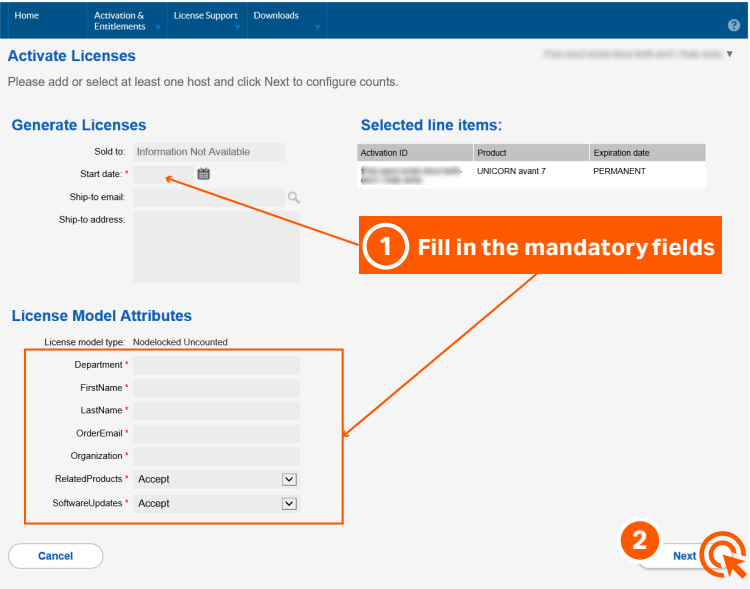 Home
Activation &
Entitlements
License Support
Downloads
Activate Licenses
Please add or select at least one host and click Next to configure counts.
Generate Licenses
Sold to: Information Not Available
Start date: *
Ship-to email:
Ship-to address:
Selected line items:
Activation ID Product Expiration date
UNICORN avant 7 PERMANENT
1 Fill in the mandatory fields
License Model Attributes
License model type: Nodelocked Uncounted
Department *
FirstName *
LastName *
OrderEmail *
Organization *
RelatedProducts * Accept
SoftwareUpdates * Accept
Cancel
2
Next